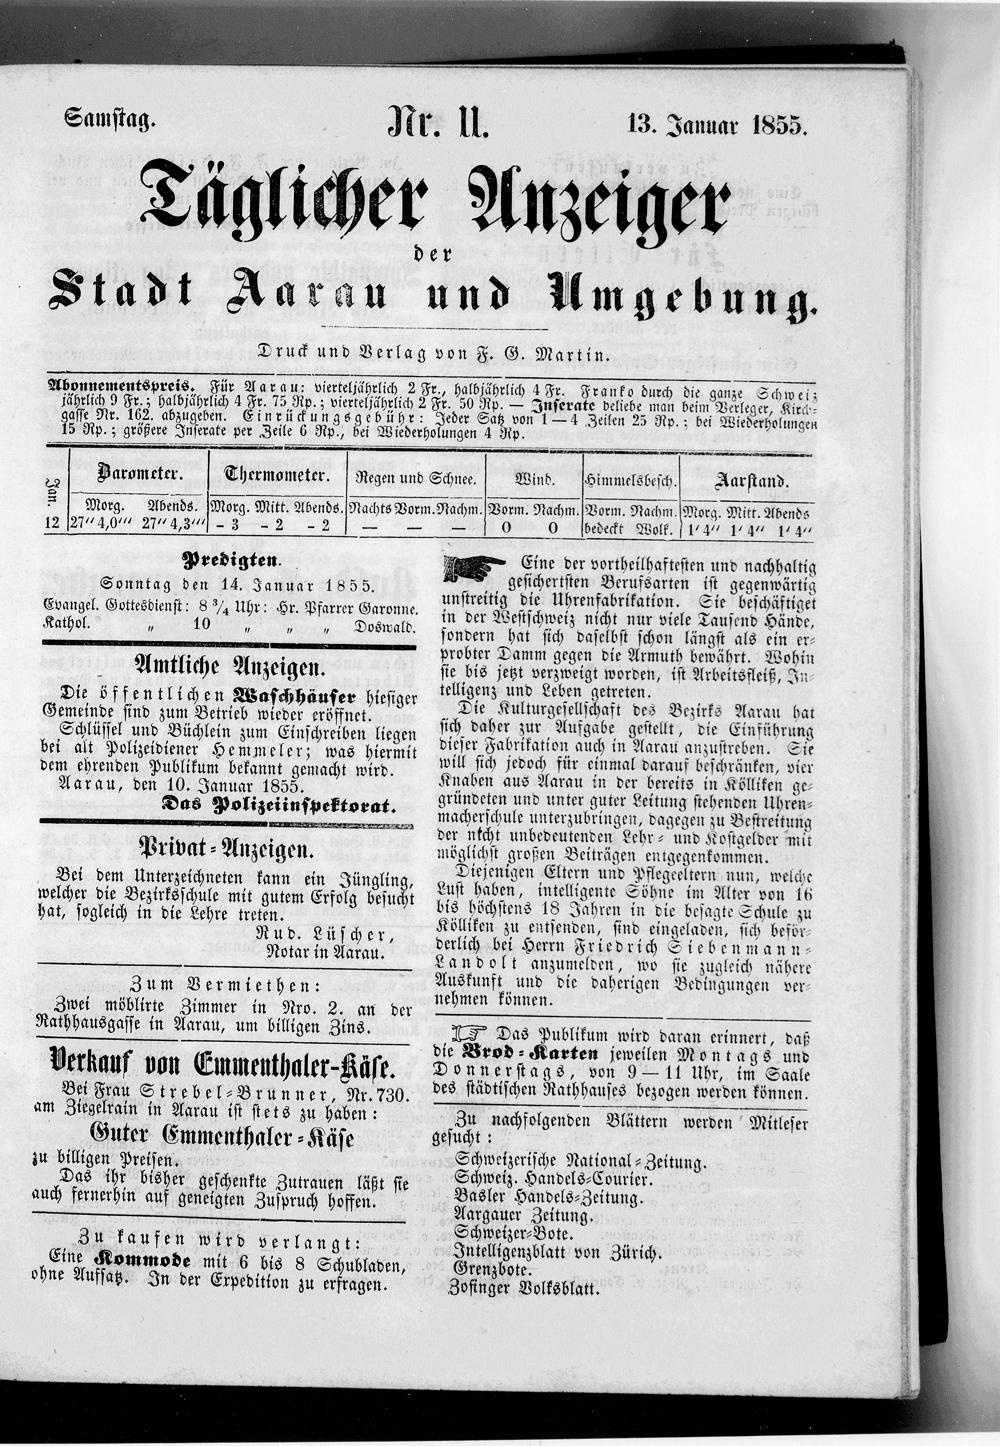 Samstag.
Nr. 11.
13. Januar 1855.
Täglicher Anzeiger
der
Stadt Aarau und Umgebung.
Druck und Verlag von F. G. Martin.
Abonnementspreis. Für Aarau: vierteljährlich 2 Fr., halbjährlich 4 Fr. Franko durch die ganze Schweiz
jährlich 9 Fr.; halbjährlich 4 Fr. 75 Rp.; vierteljährlich 2 Fr. 50 Rp. — Inserate beliebe man beim Verleger, Kirch-
gasse Nr. 162. abzugeben. Einrückungsgebühr: Jeder Satz von 1—4 Zeilen 25 Rp.; bei Wiederholungen
15 Rp.; größere Inserate per Zeile 6 Rp., bei Wiederholungen 4 Rp.
Jan. Barometer. Thermometer. Regen und Schnee. Wind. Himmelsbesch. Aarstand.
Morg. Abends. Morg. Mitt. Abends. Nachts Vorm. Nachm. Vorm. Nachm. Vorm. Nachm. Morg. Mitt. Abends
12 27" 4,0"' 27" 4,3"' - 3 - 2 - 2 — — — O O bedeckt Wolk. 1' 4" 1' 4" 1' 4"
Predigten.
Sonntag den 14. Januar 1855.
Evangel. Gottesdienst: 8 3/4 Uhr: Hr. Pfarrer Garonne.
Kathol. „ 10 „ „ „ Doswald.
Amtliche Anzeigen.
Die öffentlichen Waschhäuser hiesiger
Gemeinde sind zum Betrieb wieder eröffnet.
Schlüssel und Büchlein zum Einschreiben liegen
bei alt Polizeidiener Hemmeler; was hiermit
dem ehrenden Publikum bekannt gemacht wird.
Aarau, den 10. Januar 1855.
Das Polizeiinspektorat.
Privat-Anzeigen.
Bei dem Unterzeichneten kann ein Jüngling,
welcher die Bezirksschule mit gutem Erfolg besucht
hat, sogleich in die Lehre treten.
Rud. Lüscher,
Notar in Aarau.
Zum Vermiethen:
Zwei möblirte Zimmer in Nro. 2. an der
Rathhausgasse in Aarau, um billigen Zins.
Verkauf von Emmenthaler-Käse.
Bei Frau Strebel-Brunner, Nr. 730.
am Ziegelrain in Aarau ist stets zu haben:
Guter Emmenthaler-Käse
zu billigen Preisen.
Das ihr bisher geschenkte Zutrauen läßt sie
auch fernerhin auf geneigten Zuspruch hoffen.
Zu kaufen wird verlangt:
Eine Kommode mit 6 bis 8 Schubladen,
ohne Aufsatz. In der Expedition zu erfragen.
☛ Eine der vortheilhaftesten und nachhaltig
gesichertsten Berufsarten ist gegenwärtig
unstreitig die Uhrenfabrikation. Sie beschäftiget
in der Westschweiz nicht nur viele Tausend Hände,
sondern hat sich daselbst schon längst als ein er-
probter Damm gegen die Armuth bewährt. Wohin
sie bis jetzt verzweigt worden, ist Arbeitsfleiß, In-
telligenz und Leben getreten.
Die Kulturgesellschaft des Bezirks Aarau hat
sich daher zur Aufgabe gestellt, die Einführung
dieser Fabrikation auch in Aarau anzustreben. Sie
will sich jedoch für einmal darauf beschränken, vier
Knaben aus Aarau in der bereits in Kölliken ge-
gründeten und unter guter Leitung stehenden Uhren-
macherschule unterzubringen, dagegen zu Bestreitung
der nicht unbedeutenden Lehr- und Kostgelder mit
möglichst großen Beiträgen entgegenkommen.
Diejenigen Eltern und Pflegeeltern nun, welche
Lust haben, intelligente Söhne im Alter von 16
bis höchstens 18 Jahren in die besagte Schule zu
Kölliken zu entsenden, sind eingeladen, sich beför-
derlich bei Herrn Friedrich Siebenmann-
Landolt anzumelden, wo sie zugleich nähere
Auskunft und die daherigen Bedingungen ver-
nehmen können.
☞ Das Publikum wird daran erinnert, daß
die Brod-Karten jeweilen Montags und
Donnerstags, von 9—11 Uhr, im Saale
des städtischen Rathhauses bezogen werden können.
Zu nachfolgenden Blättern werden Mitleser
gesucht:
Schweizerische National-Zeitung.
Schweiz. Handels-Courier.
Basler Handels-Zeitung.
Aargauer Zeitung.
Schweizer-Bote.
Intelligenzblatt von Zürich.
Grenzbote.
Zofinger Volksblatt.